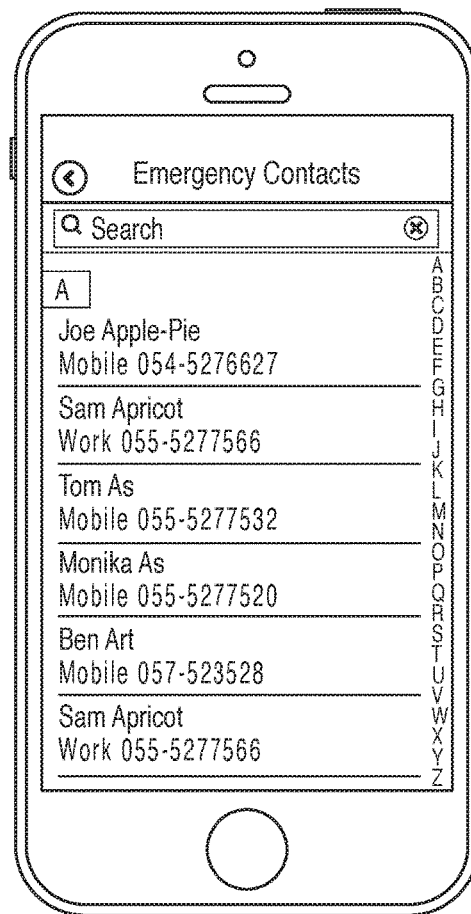 Emergency Contacts
Search
A
Joe Apple-Pie
Mobile 054-5276627
Sam Apricot
Work 055-5277566
Tom As
Mobile 055-5277532
Monika As
Mobile 055-5277520
Ben Art
Mobile 057-523528
Sam Apricot
Work 055-5277566
A
B
C
D
E
F
G
H
I
J
K
L
M
N
O
P
Q
R
S
T
U
V
W
X
Y
Z